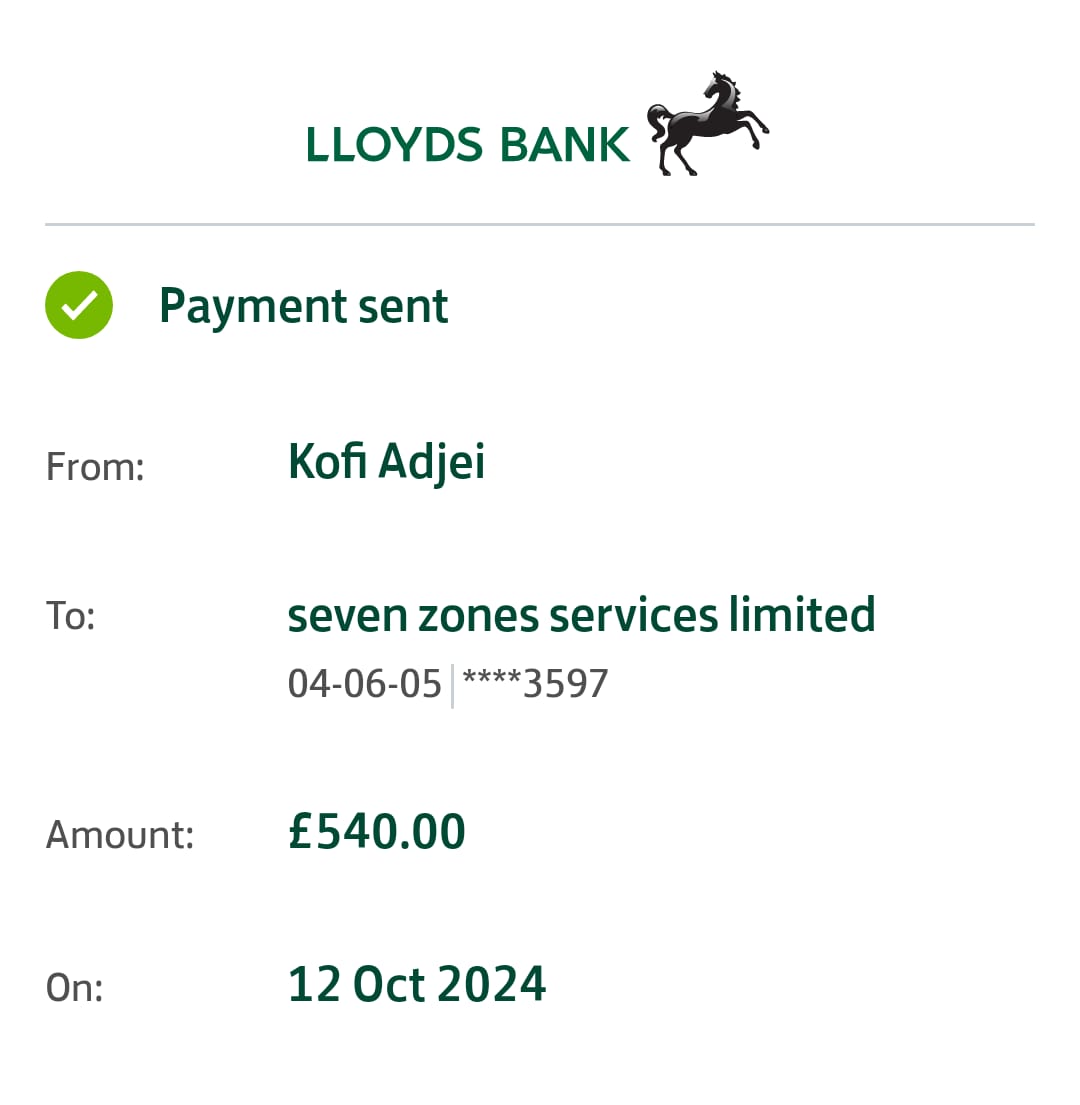 LLOYDS BANK
Payment sent
From: Kofi Adjei
To: seven zones services limited
04-06-05 | ****3597
Amount: £540.00
On: 12 Oct 2024